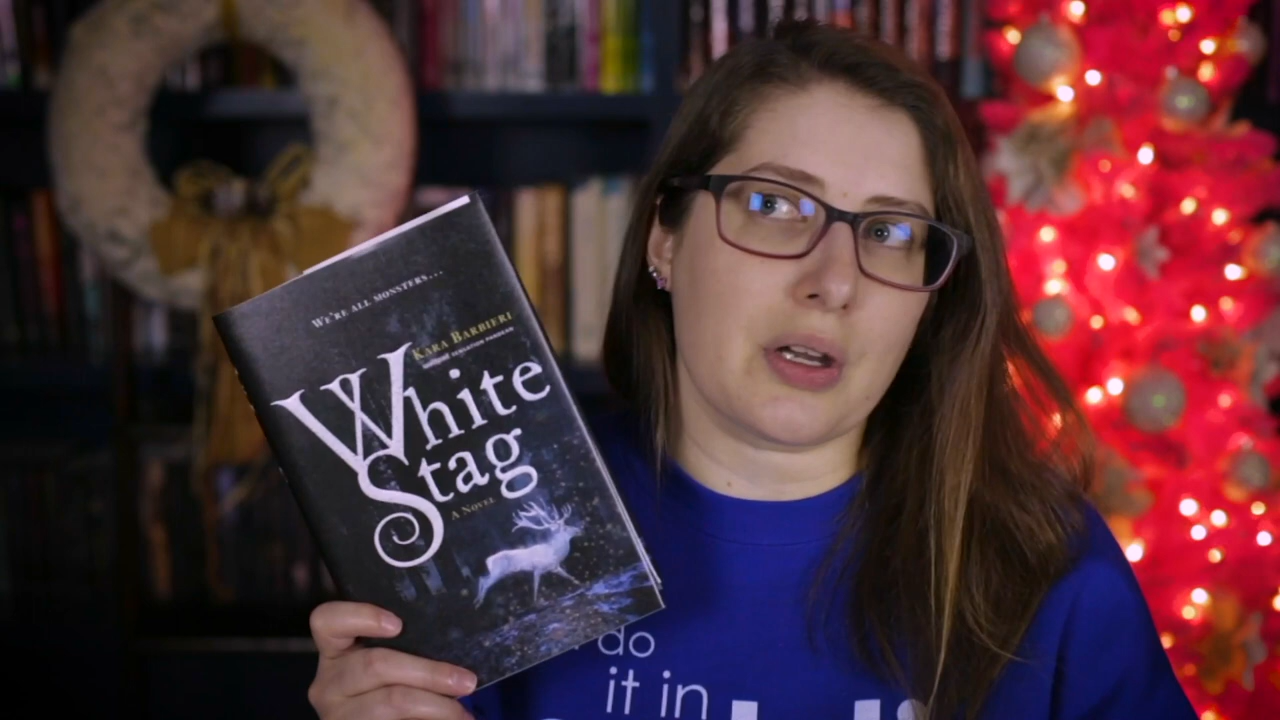 WE'RE ALL MONSTERS...
KARA BARBIERI
White
Stag
A NOVEL
do
it in